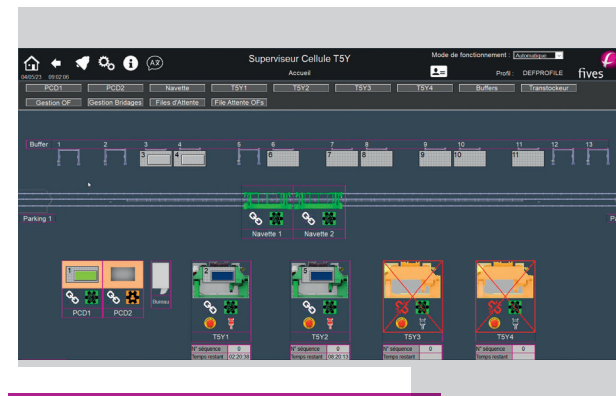 Superviseur Cellule T5Y
Mode de fonctionnement : Automatique
Accueil
Profil : DEFPROFILE
fives
04/05/23 09:02:06
PCD1 PCD2 Navette T5Y1 T5Y2 T5Y3 T5Y4 Buffers Transtockeur
Gestion OF Gestion Bridages Files d'Attente File Attente OFs
Buffer 1 2 3 4 5 6 7 8 9 10 11 12 13
3 4 6 7 8 9 10 11
Parking 1
Navette 1 Navette 2
1 2 5
Bureau
PCD1 PCD2
T5Y1 T5Y2 T5Y3 T5Y4
N° séquence 0 N° séquence 0 N° séquence 0 N° séquence 0
Temps restant 02:20:38 Temps restant 08:20:13 Temps restant Temps restant